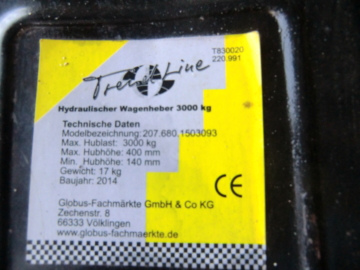 T830020
220.991
Trend Line
Hydraulischer Wagenheber 3000 kg
Technische Daten
Modelbezeichnung: 207.680.1503093
Max. Hublast: 3000 kg
Max. Hubhöhe: 400 mm
Min. Hubhöhe: 140 mm
Gewicht: 17 kg
Baujahr: 2014
CE
Globus-Fachmärkte GmbH & Co KG
Zechenstr. 8
66333 Völklingen
www.globus-fachmaerkte.de